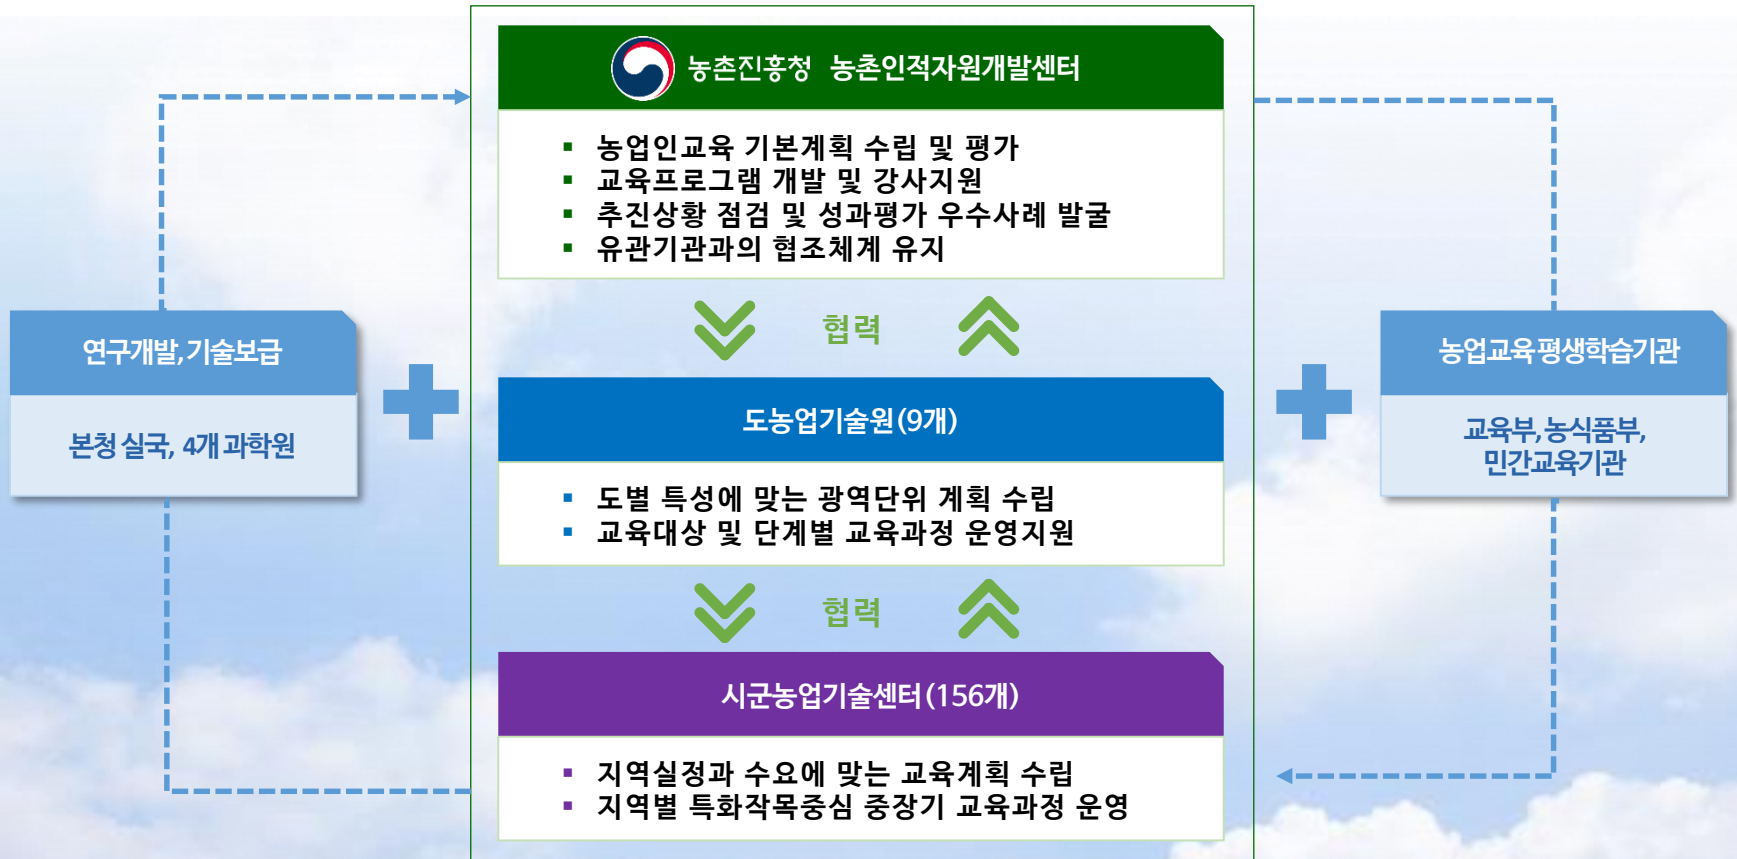 농촌진흥청 농촌인적자원개발센터
▪ 농업인교육 기본계획 수립 및 평가
▪ 교육프로그램 개발 및 강사지원
▪ 추진상황 점검 및 성과평가 우수사례 발굴
▪ 유관기관과의 협조체계 유지
협력
연구개발, 기술보급
본청 실국, 4개 과학원
도농업기술원(9개)
▪ 도별 특성에 맞는 광역단위 계획 수립
▪ 교육대상 및 단계별 교육과정 운영지원
농업교육 평생학습기관
교육부, 농식품부,
민간교육기관
협력
시군농업기술센터(156개)
▪ 지역실정과 수요에 맞는 교육계획 수립
▪ 지역별 특화작목중심 중장기 교육과정 운영